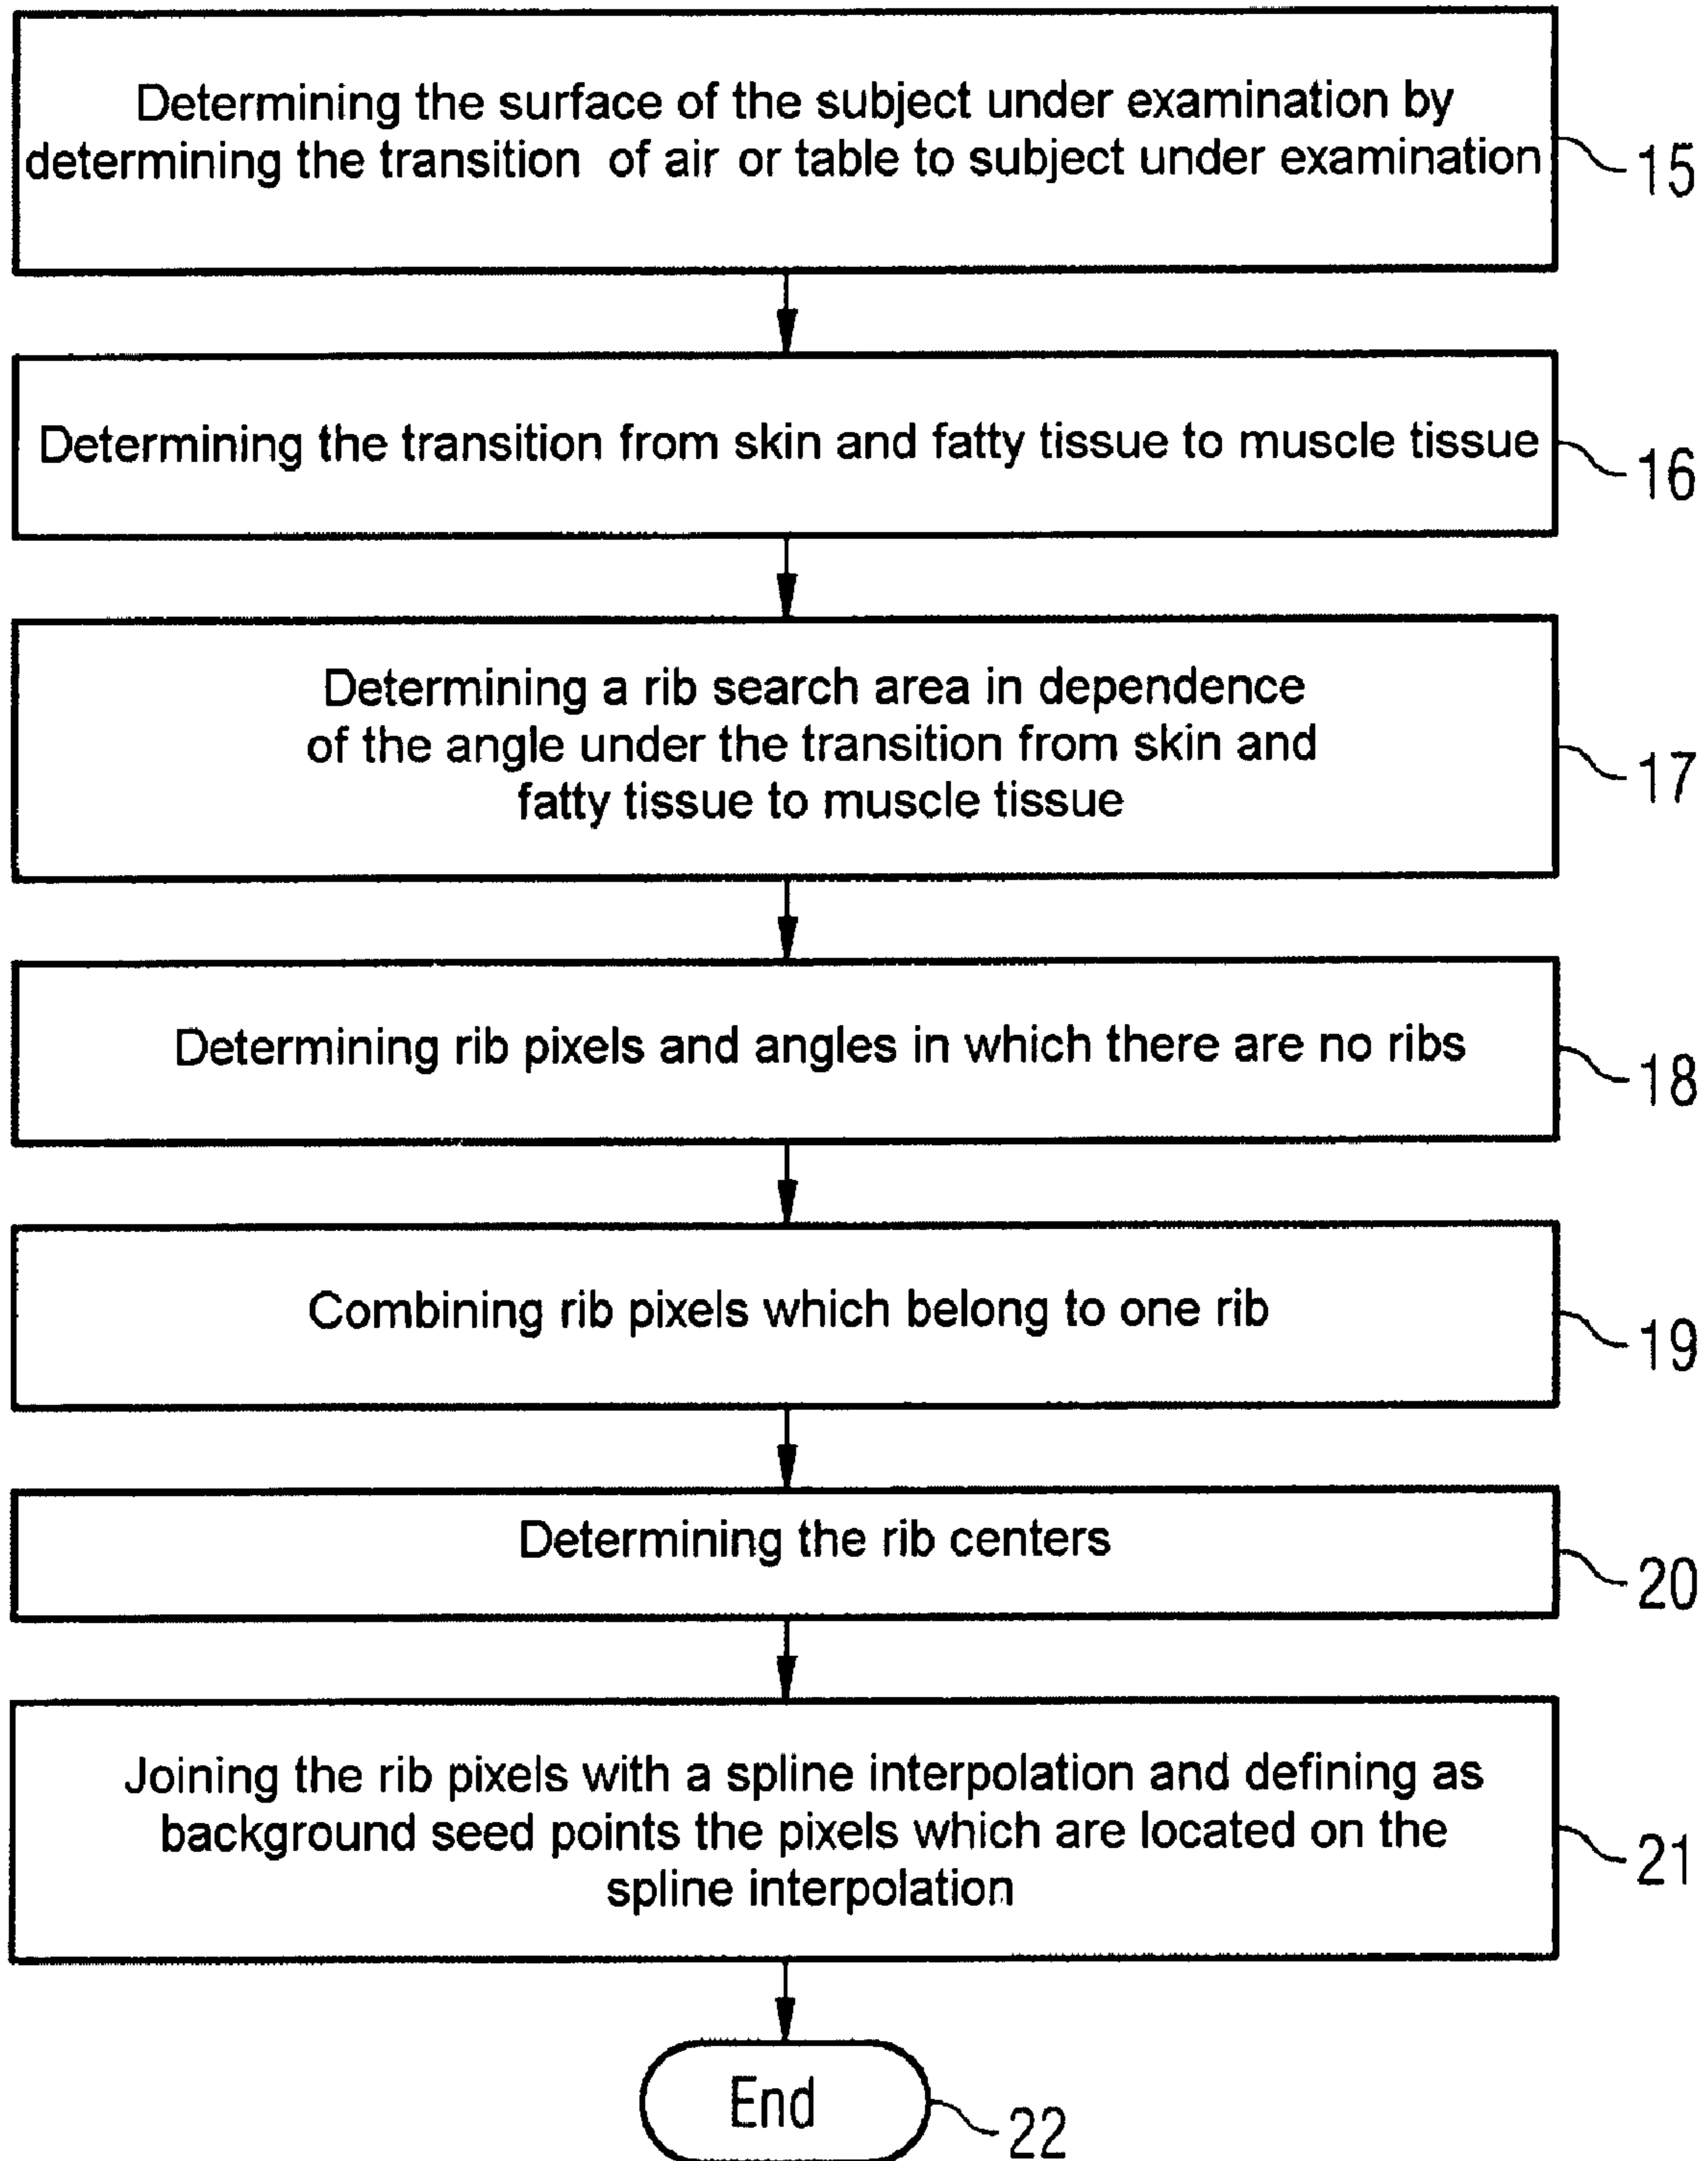 Determining the surface of the subject under examination by
determining the transition of air or table to subject under examination
15
Determining the transition from skin and fatty tissue to muscle tissue
16
Determining a rib search area in dependence
of the angle under the transition from skin and
fatty tissue to muscle tissue
17
Determining rib pixels and angles in which there are no ribs
18
Combining rib pixels which belong to one rib
19
Determining the rib centers
20
Joining the rib pixels with a spline interpolation and defining as
background seed points the pixels which are located on the
spline interpolation
21
End
22